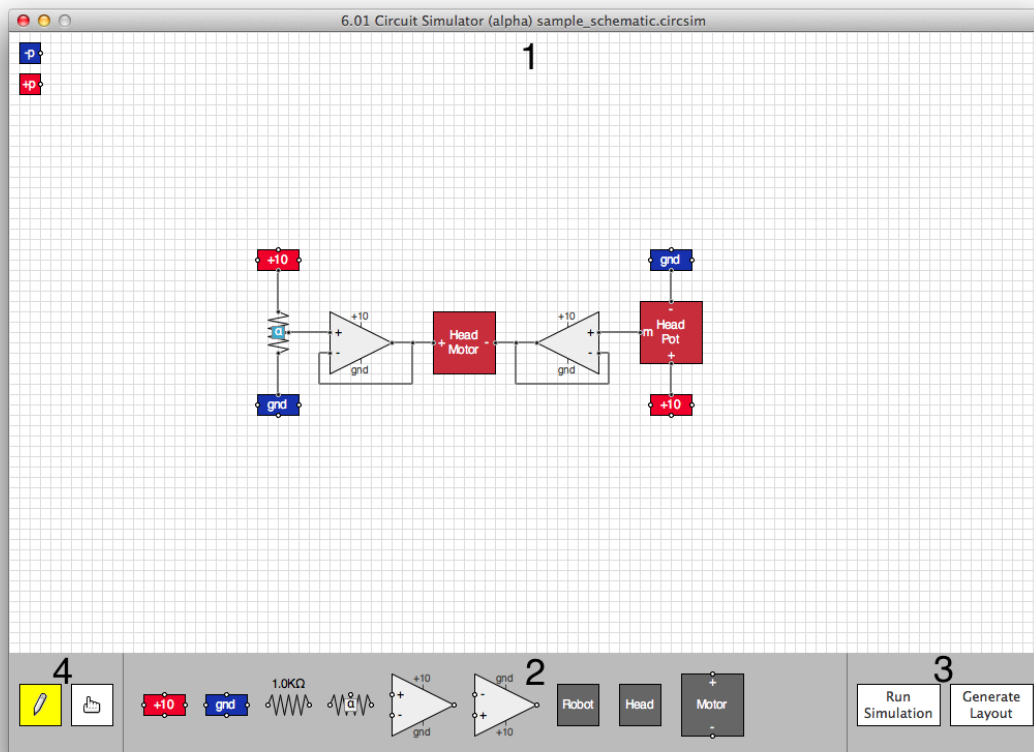 6.01 Circuit Simulator (alpha) sample_schematic.circsim
1
-p
+p
+10
gnd
+10
+10
α
+
-
gnd
Head
Motor
+
-
+
-
gnd
-
m
Head
Pot
+
gnd
+10
4
2
3
+10
gnd
1.0KΩ
α
+10
+
-
gnd
gnd
-
+
+10
Robot
Head
+
Motor
-
Run
Simulation
Generate
Layout